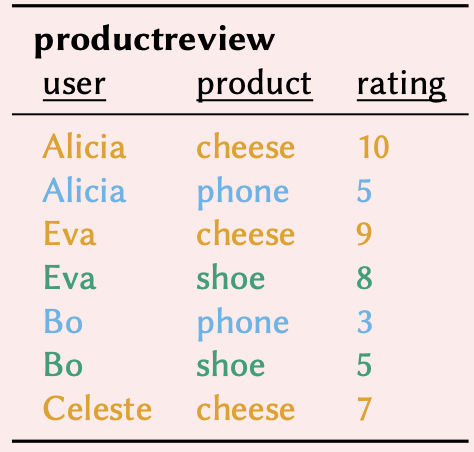 productreview
user product rating
Alicia cheese 10
Alicia phone 5
Eva cheese 9
Eva shoe 8
Bo phone 3
Bo shoe 5
Celeste cheese 7